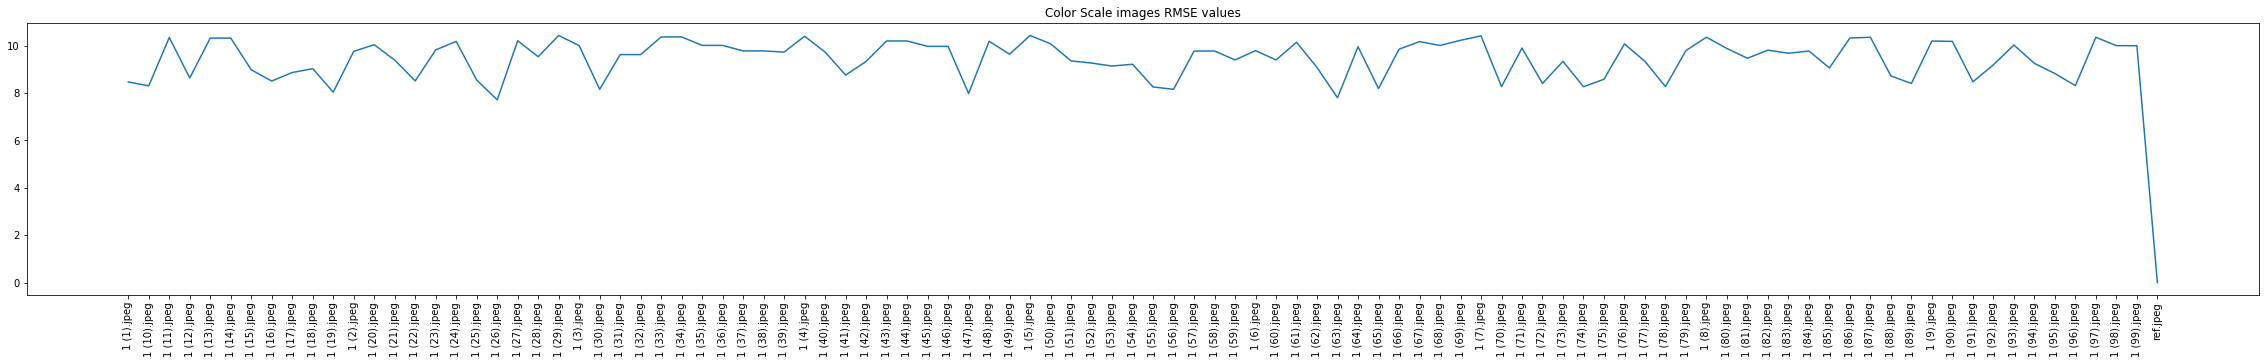 Color Scale images RMSE values
10
8
6
4
2
0
1 (1).jpeg
1 (10).jpeg
1 (11).jpeg
1 (12).jpeg
1 (13).jpeg
1 (14).jpeg
1 (15).jpeg
1 (16).jpeg
1 (17).jpeg
1 (18).jpeg
1 (19).jpeg
1 (2).jpeg
1 (20).jpeg
1 (21).jpeg
1 (22).jpeg
1 (23).jpeg
1 (24).jpeg
1 (25).jpeg
1 (26).jpeg
1 (27).jpeg
1 (28).jpeg
1 (29).jpeg
1 (3).jpeg
1 (30).jpeg
1 (31).jpeg
1 (32).jpeg
1 (33).jpeg
1 (34).jpeg
1 (35).jpeg
1 (36).jpeg
1 (37).jpeg
1 (38).jpeg
1 (39).jpeg
1 (4).jpeg
1 (40).jpeg
1 (41).jpeg
1 (42).jpeg
1 (43).jpeg
1 (44).jpeg
1 (45).jpeg
1 (46).jpeg
1 (47).jpeg
1 (48).jpeg
1 (49).jpeg
1 (5).jpeg
1 (50).jpeg
1 (51).jpeg
1 (52).jpeg
1 (53).jpeg
1 (54).jpeg
1 (55).jpeg
1 (56).jpeg
1 (57).jpeg
1 (58).jpeg
1 (59).jpeg
1 (6).jpeg
1 (60).jpeg
1 (61).jpeg
1 (62).jpeg
1 (63).jpeg
1 (64).jpeg
1 (65).jpeg
1 (66).jpeg
1 (67).jpeg
1 (68).jpeg
1 (69).jpeg
1 (7).jpeg
1 (70).jpeg
1 (71).jpeg
1 (72).jpeg
1 (73).jpeg
1 (74).jpeg
1 (75).jpeg
1 (76).jpeg
1 (77).jpeg
1 (78).jpeg
1 (79).jpeg
1 (8).jpeg
1 (80).jpeg
1 (81).jpeg
1 (82).jpeg
1 (83).jpeg
1 (84).jpeg
1 (85).jpeg
1 (86).jpeg
1 (87).jpeg
1 (88).jpeg
1 (89).jpeg
1 (9).jpeg
1 (90).jpeg
1 (91).jpeg
1 (92).jpeg
1 (93).jpeg
1 (94).jpeg
1 (95).jpeg
1 (96).jpeg
1 (97).jpeg
1 (98).jpeg
1 (99).jpeg
ref.jpeg